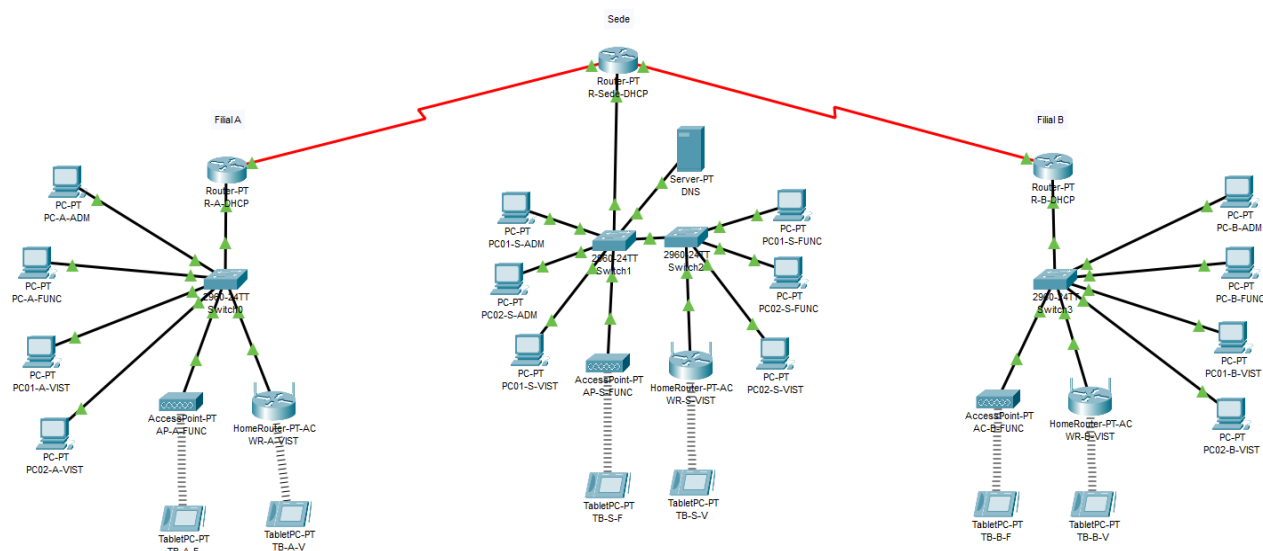 Sede
Router-PT
R-Sede-DHCP
Filial A
Router-PT
R-A-DHCP
PC-PT
PC-A-ADM
PC-PT
PC-A-FUNC
2960-24TT
Switch0
PC-PT
PC01-A-VIST
PC-PT
PC02-A-VIST
AccessPoint-PT
AP-A-FUNC
HomeRouter-PT-AC
WR-A-VIST
TabletPC-PT
TB-A-F
TabletPC-PT
TB-A-V
Server-PT
DNS
PC-PT
PC01-S-ADM
PC-PT
PC02-S-ADM
PC-PT
PC01-S-VIST
2960-24TT
Switch1
2960-24TT
Switch2
PC-PT
PC01-S-FUNC
PC-PT
PC02-S-FUNC
PC-PT
PC02-S-VIST
AccessPoint-PT
AP-S-FUNC
HomeRouter-PT-AC
WR-S-VIST
TabletPC-PT
TB-S-F
TabletPC-PT
TB-S-V
Filial B
Router-PT
R-B-DHCP
PC-PT
PC-B-ADM
PC-PT
PC-B-FUNC
2960-24TT
Switch3
PC-PT
PC01-B-VIST
PC-PT
PC02-B-VIST
AccessPoint-PT
AC-B-FUNC
HomeRouter-PT-AC
WR-B-VIST
TabletPC-PT
TB-B-F
TabletPC-PT
TB-B-V